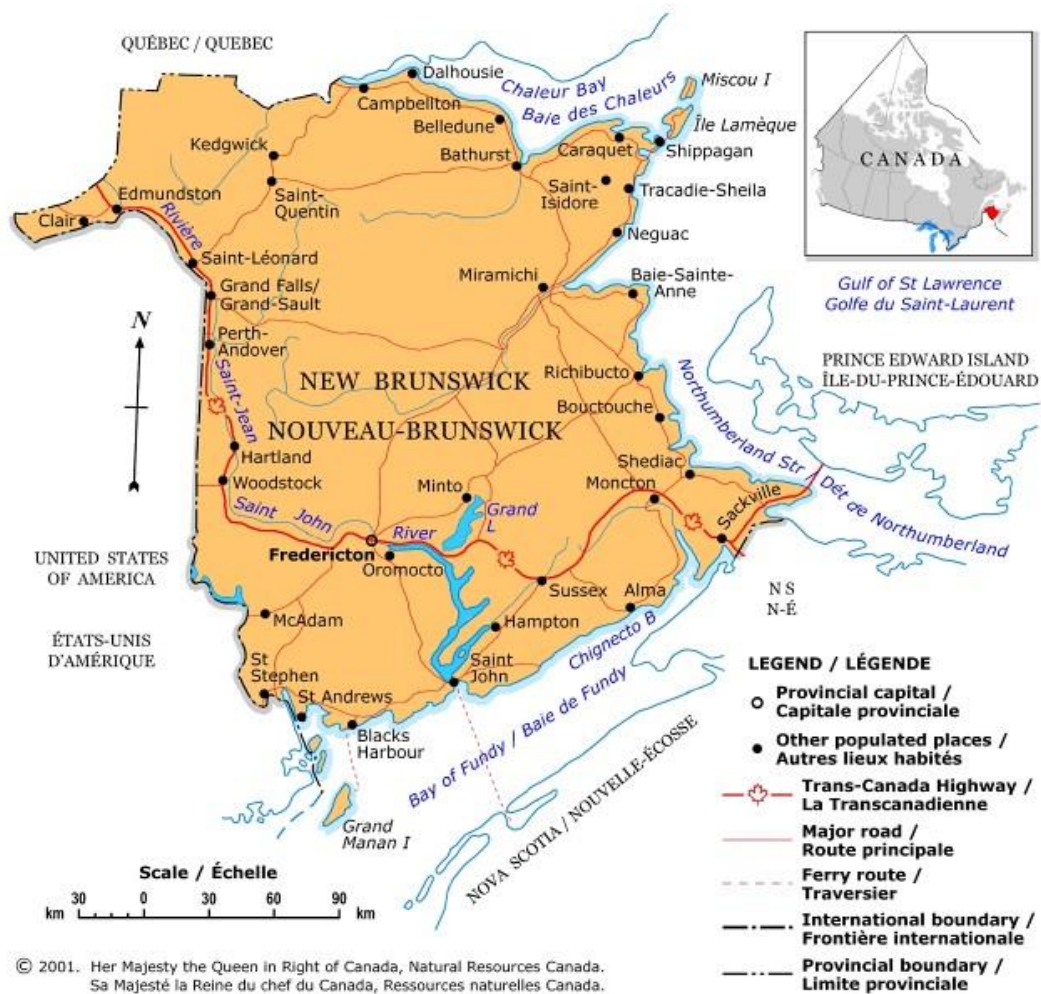 QUÉBEC / QUEBEC
Dalhousie
Campbellton
Chaleur Bay
Baie des Chaleurs
Miscou I
Île Lamèque
Belledune
Kedgwick
Bathurst
Caraquet
Shippagan
CANADA
Edmundston
Saint-
Quentin
Saint-
Isidore
Tracadie-Sheila
Clair
Rivière
Saint-Jean
Neguac
Saint-Léonard
Miramichi
Baie-Sainte-
Anne
Gulf of St Lawrence
Golfe du Saint-Laurent
Grand Falls/
Grand-Sault
N
Perth-
Andover
PRINCE EDWARD ISLAND
ÎLE-DU-PRINCE-ÉDOUARD
NEW BRUNSWICK
NOUVEAU-BRUNSWICK
Richibucto
Bouctouche
Northumberland Str / Dét de Northumberland
Hartland
Woodstock
Shediac
Moncton
Minto
Sackville
Saint John River
Grand
L
Fredericton
Oromocto
UNITED STATES
OF AMERICA
Sussex
Alma
N S
N-É
McAdam
Hampton
Chignecto B
ÉTATS-UNIS
D'AMÉRIQUE
St
Stephen
Saint
John
St Andrews
Blacks
Harbour
Bay of Fundy / Baie de Fundy
Grand
Manan I
NOVA SCOTIA / NOUVELLE-ÉCOSSE
LEGEND / LÉGENDE
Provincial capital /
Capitale provinciale
Other populated places /
Autres lieux habités
Trans-Canada Highway /
La Transcanadienne
Major road /
Route principale
Ferry route /
Traversier
International boundary /
Frontière internationale
Provincial boundary /
Limite provinciale
Scale / Échelle
km 30 0 30 60 90 km
© 2001. Her Majesty the Queen in Right of Canada, Natural Resources Canada.
Sa Majesté la Reine du chef du Canada, Ressources naturelles Canada.